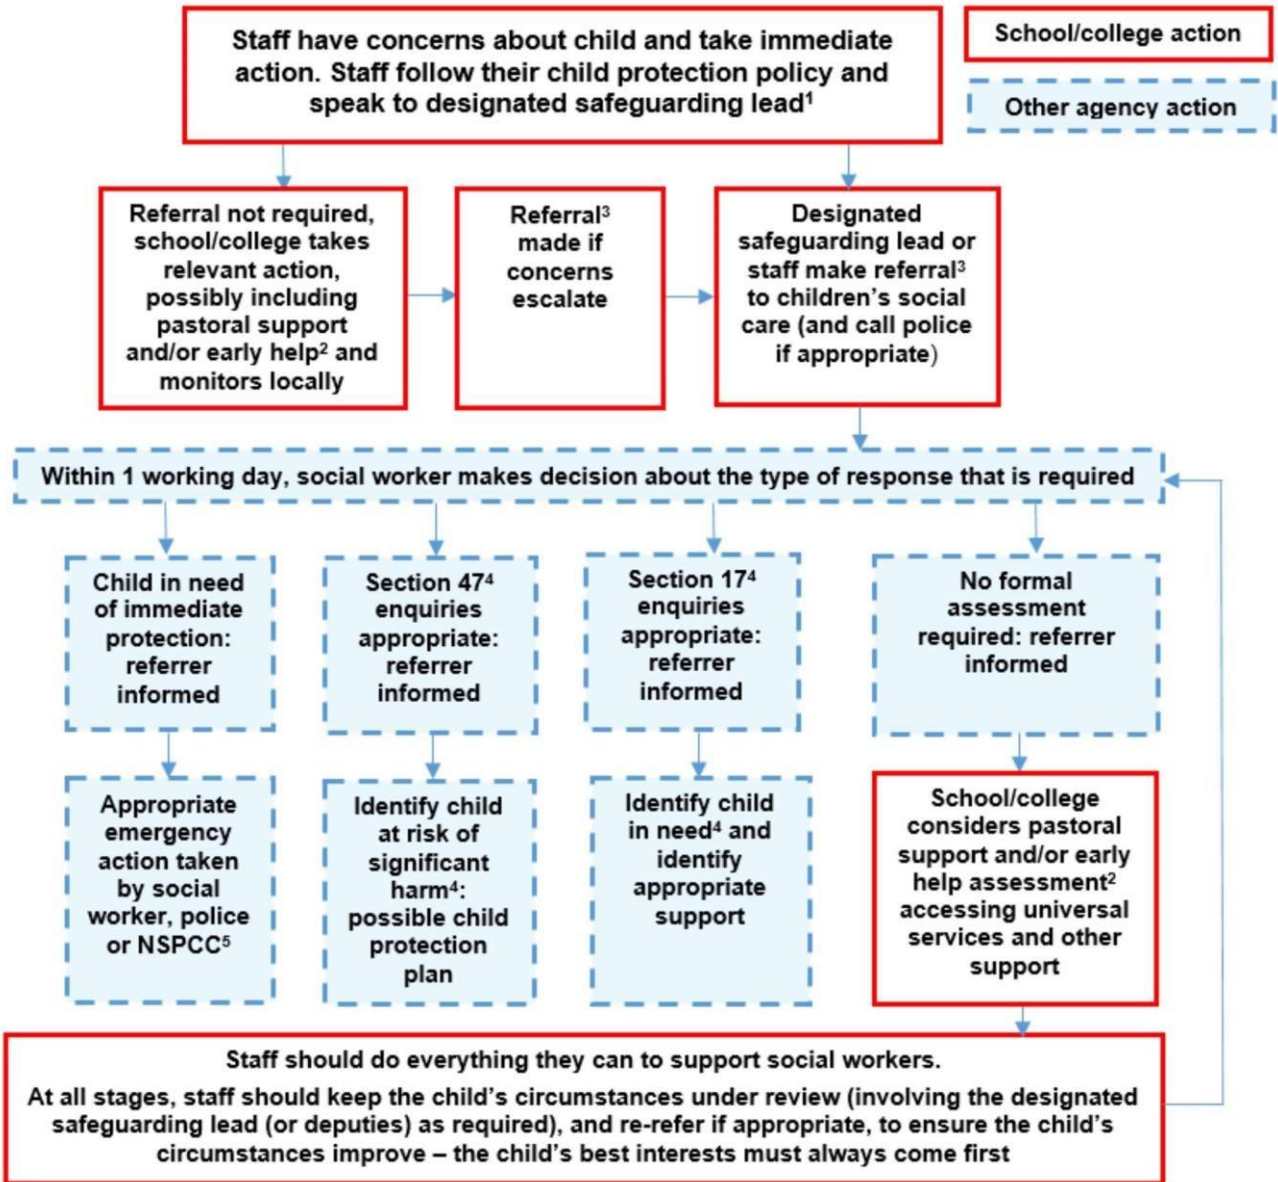 Staff have concerns about child and take immediate
action. Staff follow their child protection policy and
speak to designated safeguarding lead¹
School/college action
Other agency action
Referral not required,
school/college takes
relevant action,
possibly including
pastoral support
and/or early help² and
monitors locally
Referral³
made if
concerns
escalate
Designated
safeguarding lead or
staff make referral³
to children’s social
care (and call police
if appropriate)
Within 1 working day, social worker makes decision about the type of response that is required
Child in need
of immediate
protection:
referrer
informed
Section 47⁴
enquiries
appropriate:
referrer
informed
Section 17⁴
enquiries
appropriate:
referrer
informed
No formal
assessment
required: referrer
informed
Appropriate
emergency
action taken
by social
worker, police
or NSPCC⁵
Identify child
at risk of
significant
harm⁴:
possible child
protection
plan
Identify child
in need⁴ and
identify
appropriate
support
School/college
considers pastoral
support and/or early
help assessment²
accessing universal
services and other
support
Staff should do everything they can to support social workers.
At all stages, staff should keep the child’s circumstances under review (involving the designated
safeguarding lead (or deputies) as required), and re-refer if appropriate, to ensure the child’s
circumstances improve – the child’s best interests must always come first